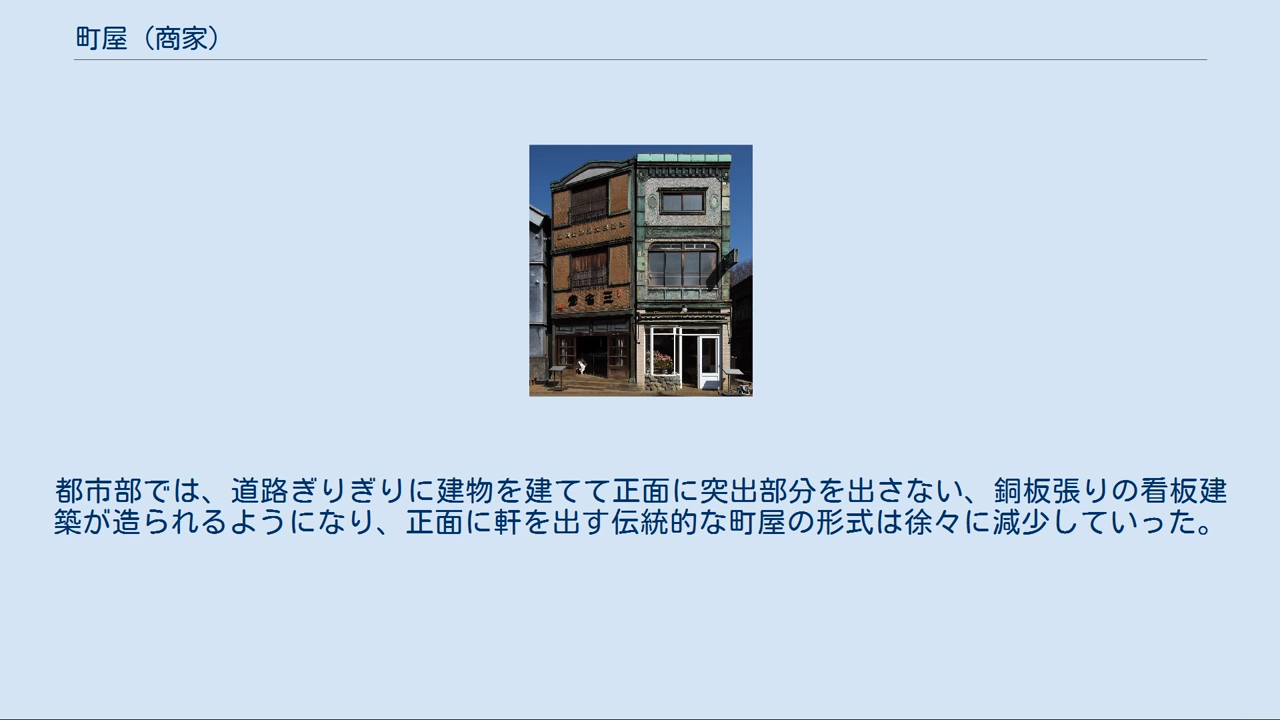 町屋（商家）
三省堂
都市部では、道路ぎりぎりに建物を建てて正面に突出部分を出さない、銅板張りの看板建
築が造られるようになり、正面に軒を出す伝統的な町屋の形式は徐々に減少していった。